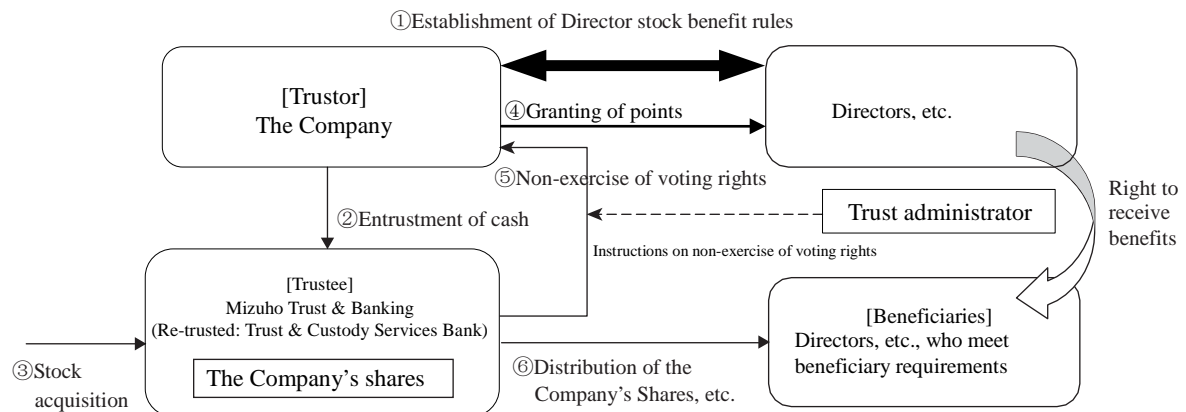 ①Establishment of Director stock benefit rules
[Trustor]
The Company
④Granting of points
Directors, etc.
⑤Non-exercise of voting rights
Right to
receive
benefits
②Entrustment of cash
Trust administrator
Instructions on non-exercise of voting rights
[Trustee]
Mizuho Trust & Banking
(Re-trusted: Trust & Custody Services Bank)
The Company’s shares
③Stock
acquisition
⑥Distribution of the
Company’s Shares, etc.
[Beneficiaries]
Directors, etc., who meet
beneficiary requirements